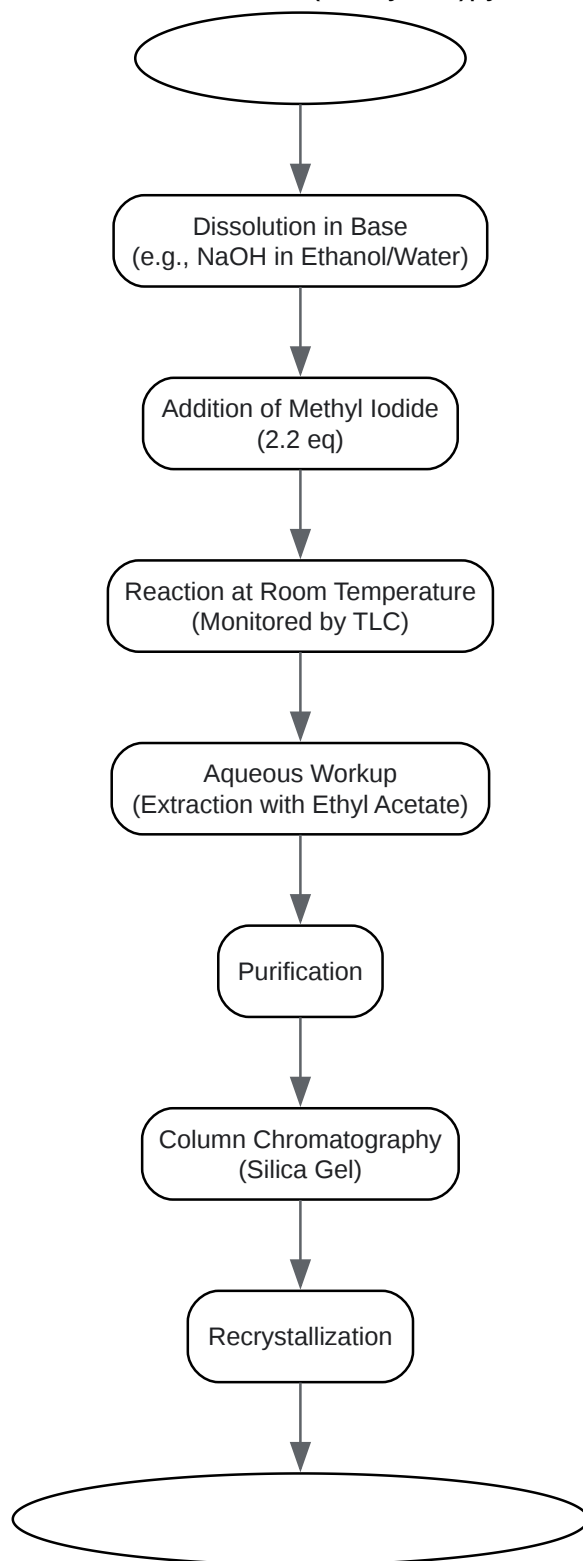 Dissolution in Base
(e.g., NaOH in Ethanol/Water)
Addition of Methyl Iodide
(2.2 eq)
Reaction at Room Temperature
(Monitored by TLC)
Aqueous Workup
(Extraction with Ethyl Acetate)
Purification
Column Chromatography
(Silica Gel)
Recrystallization